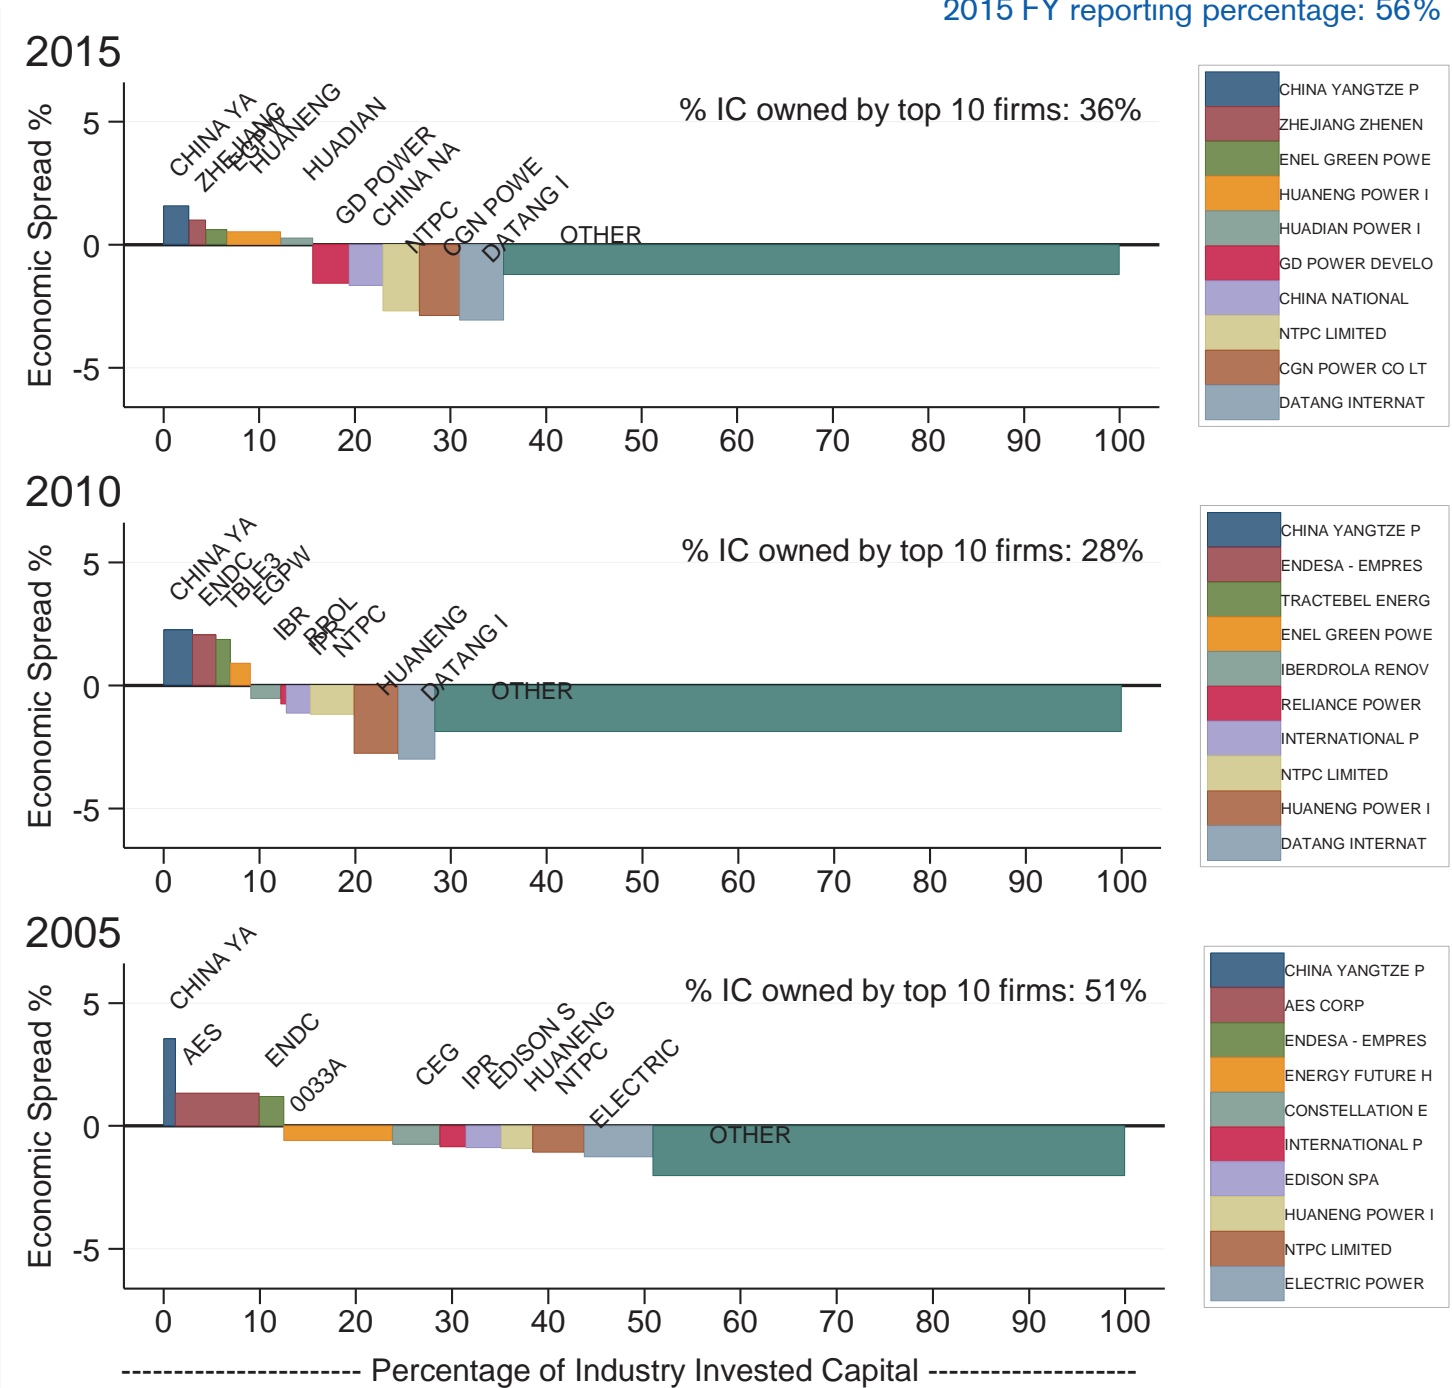 2015 FY reporting percentage: 56%
2015
% IC owned by top 10 firms: 36%
Economic Spread %
5
0
-5
CHINA YA
ZHEJIANG
EGPW
HUANENG
HUADIAN
GD POWER
CHINA NA
NTPC
CGN POWE
DATANG I
OTHER
0 10 20 30 40 50 60 70 80 90 100
CHINA YANGTZE P
ZHEJIANG ZHENEN
ENEL GREEN POWE
HUANENG POWER I
HUADIAN POWER I
GD POWER DEVELO
CHINA NATIONAL
NTPC LIMITED
CGN POWER CO LT
DATANG INTERNAT
2010
% IC owned by top 10 firms: 28%
Economic Spread %
5
0
-5
CHINA YA
ENDC
TBLE3
EGPW
IBR
RPOL
IPR
NTPC
HUANENG
DATANG I
OTHER
0 10 20 30 40 50 60 70 80 90 100
CHINA YANGTZE P
ENDESA - EMPRES
TRACTEBEL ENERG
ENEL GREEN POWE
IBERDROLA RENOV
RELIANCE POWER
INTERNATIONAL P
NTPC LIMITED
HUANENG POWER I
DATANG INTERNAT
2005
% IC owned by top 10 firms: 51%
Economic Spread %
5
0
-5
CHINA YA
AES
ENDC
0033A
CEG
IPR
EDISON S
HUANENG
NTPC
ELECTRIC
OTHER
0 10 20 30 40 50 60 70 80 90 100
CHINA YANGTZE P
AES CORP
ENDESA - EMPRES
ENERGY FUTURE H
CONSTELLATION E
INTERNATIONAL P
EDISON SPA
HUANENG POWER I
NTPC LIMITED
ELECTRIC POWER
------------------------ Percentage of Industry Invested Capital ---------------------